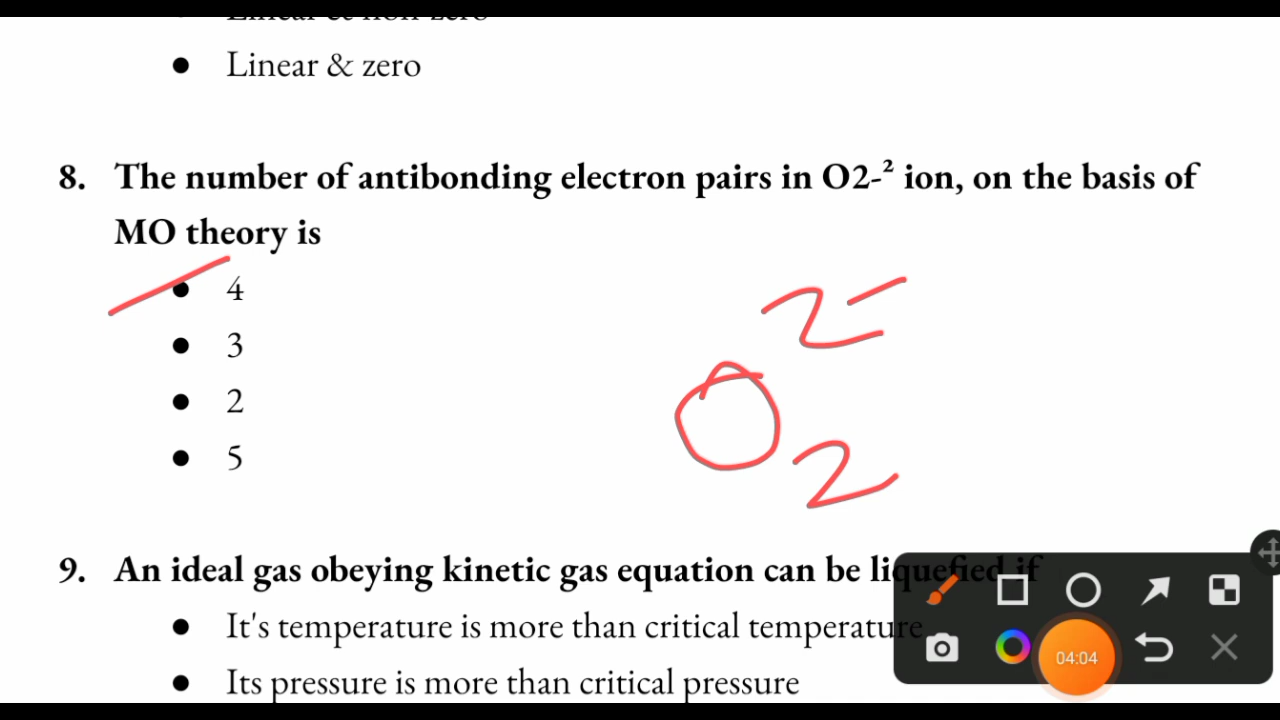 ● Linear & zero
8. The number of antibonding electron pairs in O2-² ion, on the basis of
MO theory is
● 4
● 3
● 2
● 5
O₂²⁻
9. An ideal gas obeying kinetic gas equation can be liquefied if
● It's temperature is more than critical temperature
● Its pressure is more than critical pressure
04:04